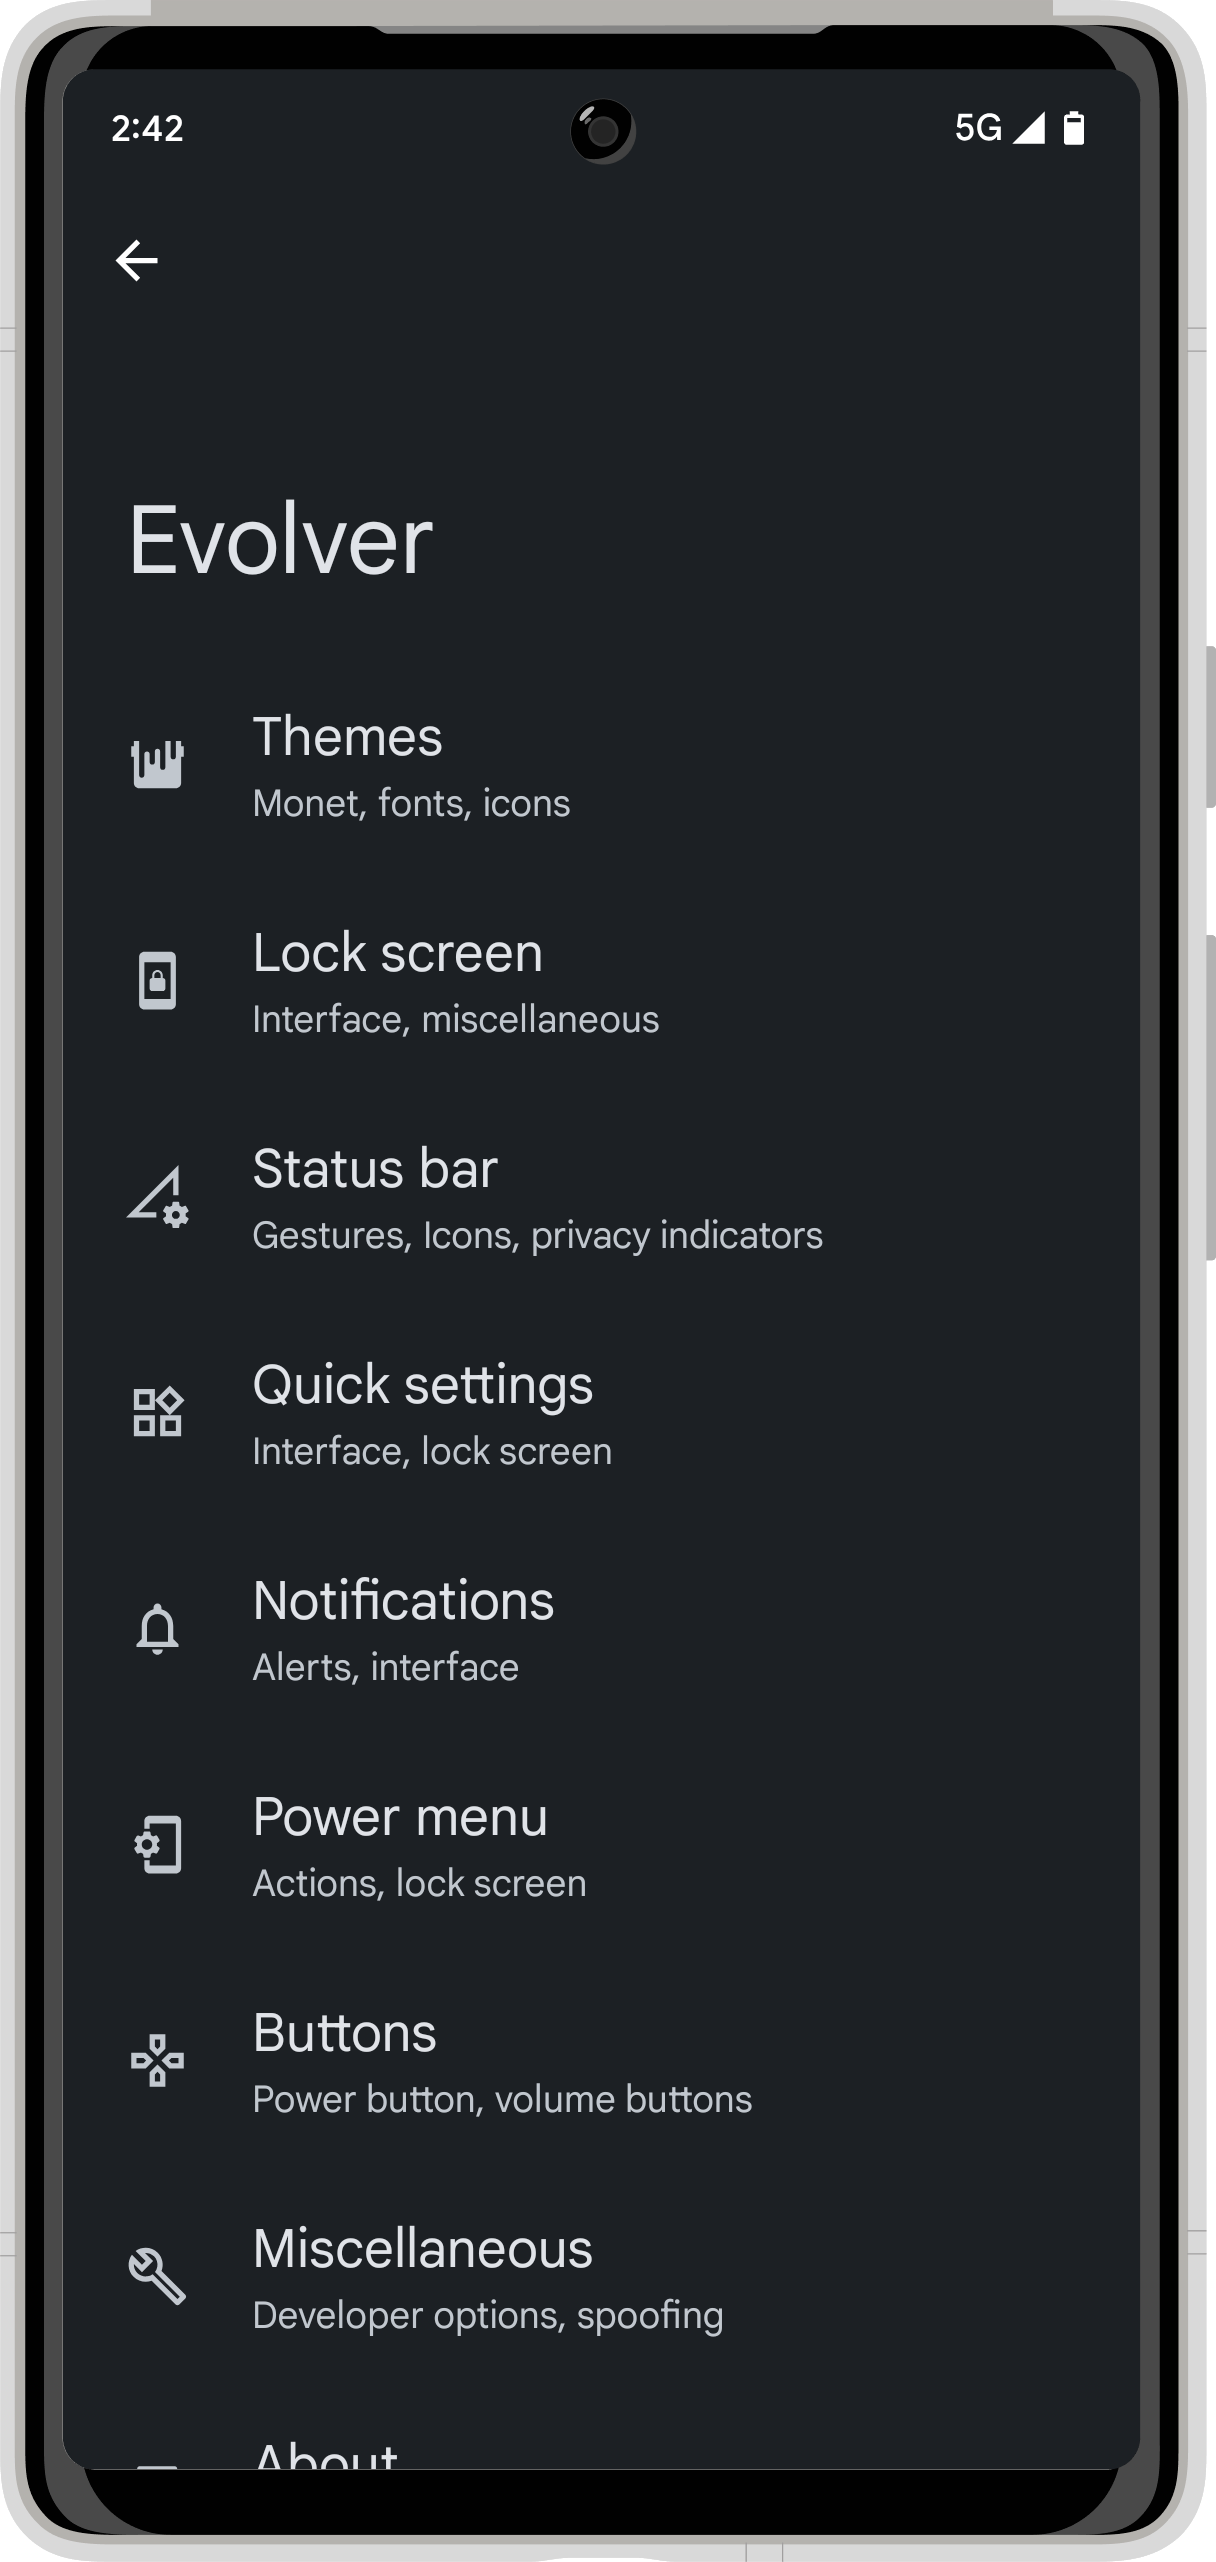 2:42
5G
Evolver
Themes
Monet, fonts, icons
Lock screen
Interface, miscellaneous
Status bar
Gestures, Icons, privacy indicators
Quick settings
Interface, lock screen
Notifications
Alerts, interface
Power menu
Actions, lock screen
Buttons
Power button, volume buttons
Miscellaneous
Developer options, spoofing
About